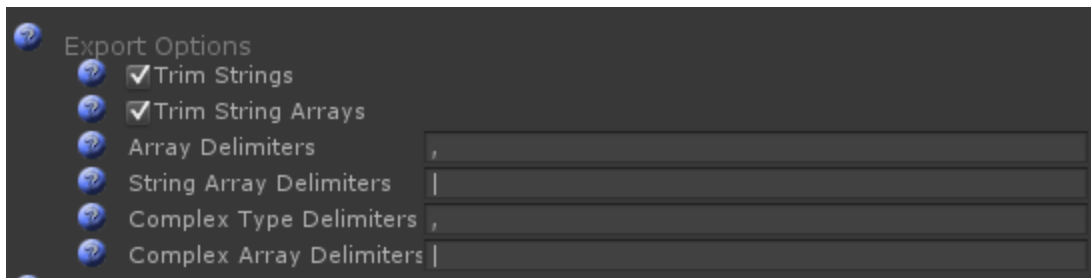 Export Options
Trim Strings
Trim String Arrays
Array Delimiters ,
String Array Delimiters |
Complex Type Delimiters ,
Complex Array Delimiters |